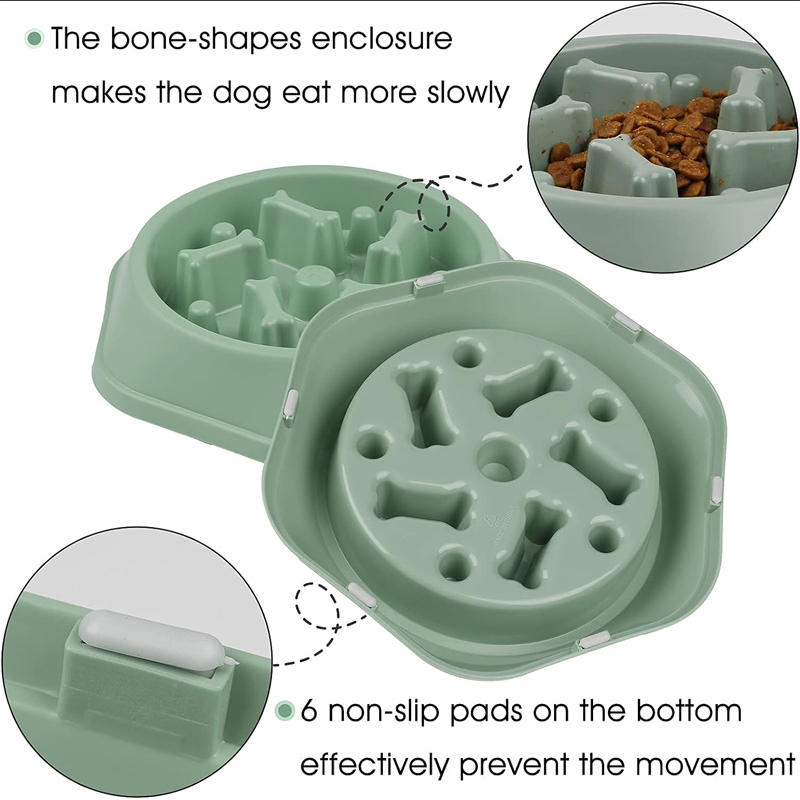 The bone-shapes enclosure
makes the dog eat more slowly
6 non-slip pads on the bottom
effectively prevent the movement